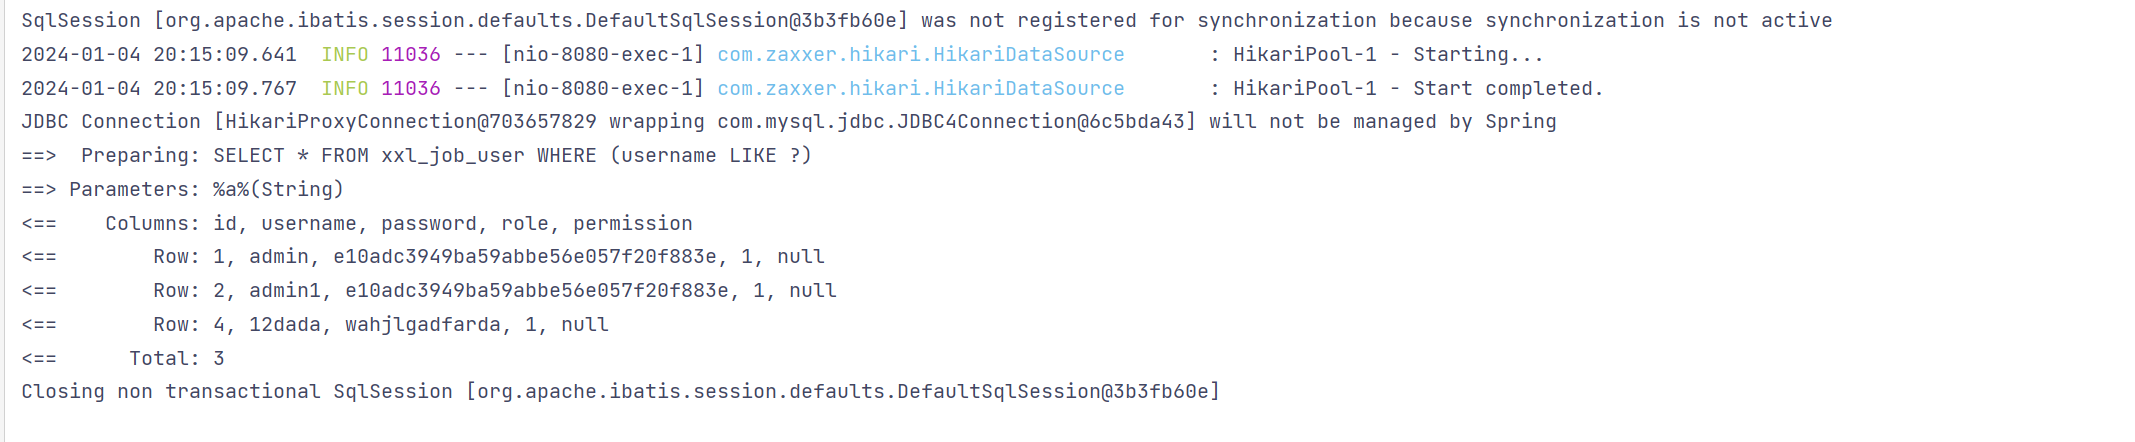 SqlSession [org.apache.ibatis.session.defaults.DefaultSqlSession@3b3fb60e] was not registered for synchronization because synchronization is not active
2024-01-04 20:15:09.641  INFO 11036 --- [nio-8080-exec-1] com.zaxxer.hikari.HikariDataSource       : HikariPool-1 - Starting...
2024-01-04 20:15:09.767  INFO 11036 --- [nio-8080-exec-1] com.zaxxer.hikari.HikariDataSource       : HikariPool-1 - Start completed.
JDBC Connection [HikariProxyConnection@703657829 wrapping com.mysql.jdbc.JDBC4Connection@6c5bda43] will not be managed by Spring
==>  Preparing: SELECT * FROM xxl_job_user WHERE (username LIKE ?)
==> Parameters: %a%(String)
<==    Columns: id, username, password, role, permission
<==        Row: 1, admin, e10adc3949ba59abbe56e057f20f883e, 1, null
<==        Row: 2, admin1, e10adc3949ba59abbe56e057f20f883e, 1, null
<==        Row: 4, 12dada, wahjlgadfarda, 1, null
<==      Total: 3
Closing non transactional SqlSession [org.apache.ibatis.session.defaults.DefaultSqlSession@3b3fb60e]